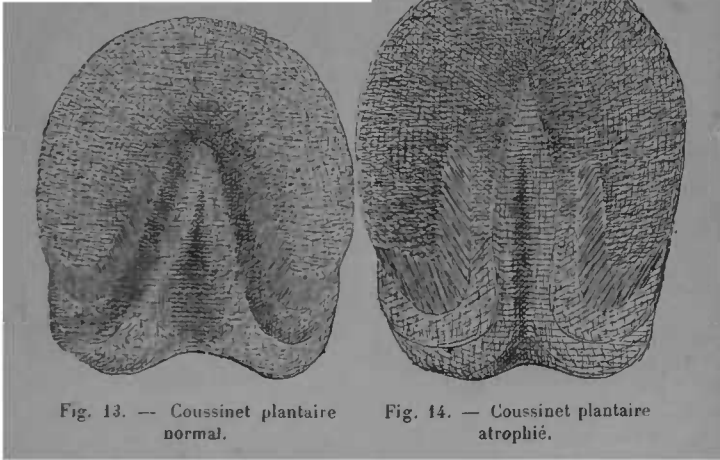 Fig. 13. — Coussinet plantaire
normal.
Fig. 14. — Coussinet plantaire
atrophié.